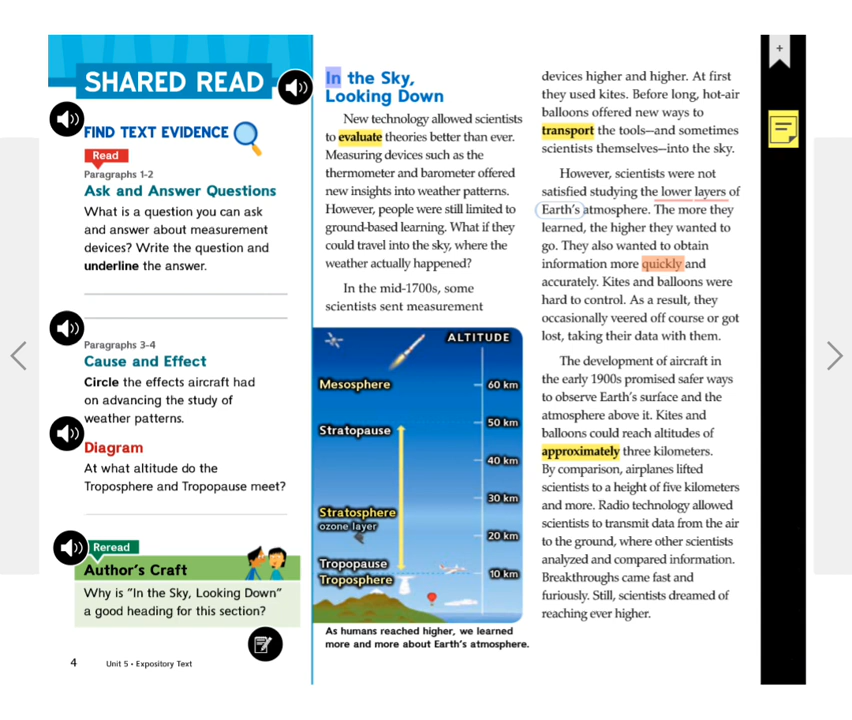 SHARED READ
FIND TEXT EVIDENCE
Read
Paragraphs 1-2
Ask and Answer Questions
What is a question you can ask
and answer about measurement
devices? Write the question and
underline the answer.
Paragraphs 3-4
Cause and Effect
Circle the effects aircraft had
on advancing the study of
weather patterns.
Diagram
At what altitude do the
Troposphere and Tropopause meet?
Reread
Author's Craft
Why is "In the Sky, Looking Down"
a good heading for this section?
4
Unit 5 • Expository Text
In the Sky,
Looking Down
New technology allowed scientists
to evaluate theories better than ever.
Measuring devices such as the
thermometer and barometer offered
new insights into weather patterns.
However, people were still limited to
ground-based learning. What if they
could travel into the sky, where the
weather actually happened?
In the mid-1700s, some
scientists sent measurement
ALTITUDE
Mesosphere
60 km
50 km
Stratopause
40 km
30 km
Stratosphere
ozone layer
20 km
Tropopause
10 km
Troposphere
As humans reached higher, we learned
more and more about Earth's atmosphere.
devices higher and higher. At first
they used kites. Before long, hot-air
balloons offered new ways to
transport the tools—and sometimes
scientists themselves—into the sky.
However, scientists were not
satisfied studying the lower layers of
Earth's atmosphere. The more they
learned, the higher they wanted to
go. They also wanted to obtain
information more quickly and
accurately. Kites and balloons were
hard to control. As a result, they
occasionally veered off course or got
lost, taking their data with them.
The development of aircraft in
the early 1900s promised safer ways
to observe Earth's surface and the
atmosphere above it. Kites and
balloons could reach altitudes of
approximately three kilometers.
By comparison, airplanes lifted
scientists to a height of five kilometers
and more. Radio technology allowed
scientists to transmit data from the air
to the ground, where other scientists
analyzed and compared information.
Breakthroughs came fast and
furiously. Still, scientists dreamed of
reaching ever higher.